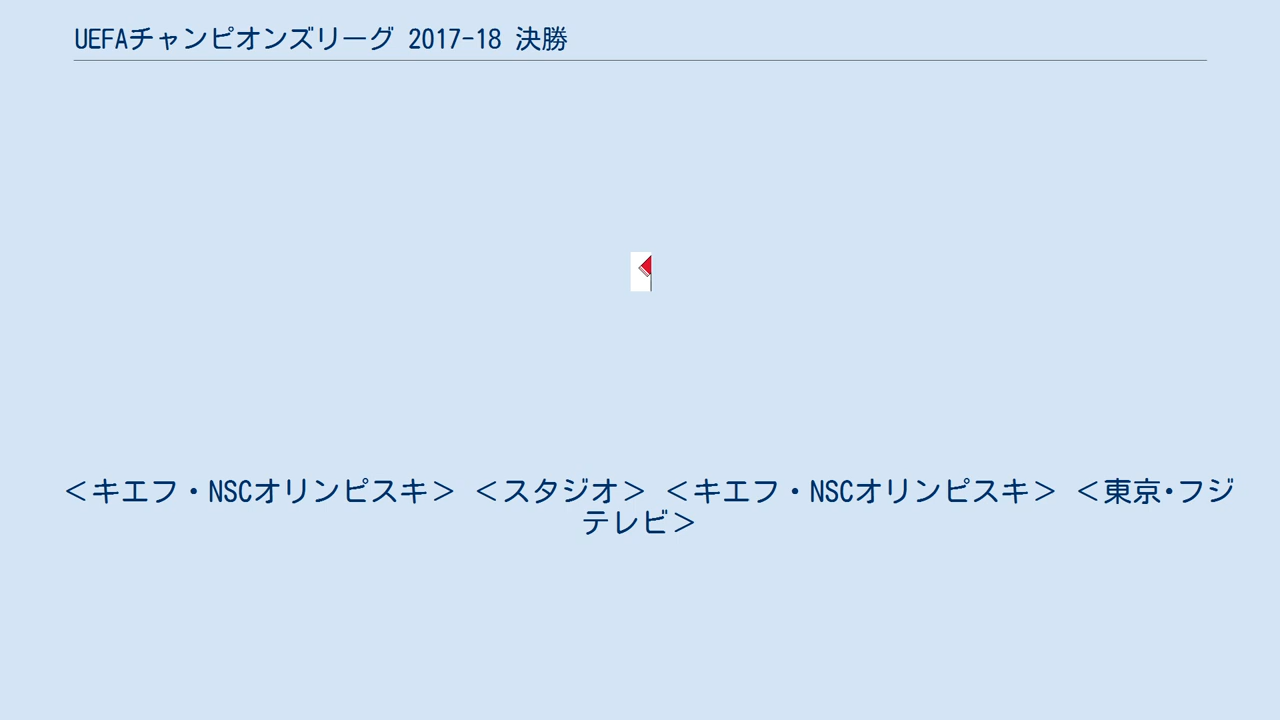 UEFAチャンピオンズリーグ 2017-18 決勝
＜キエフ・NSCオリンピスキ＞ ＜スタジオ＞ ＜キエフ・NSCオリンピスキ＞ ＜東京･フジ
テレビ＞